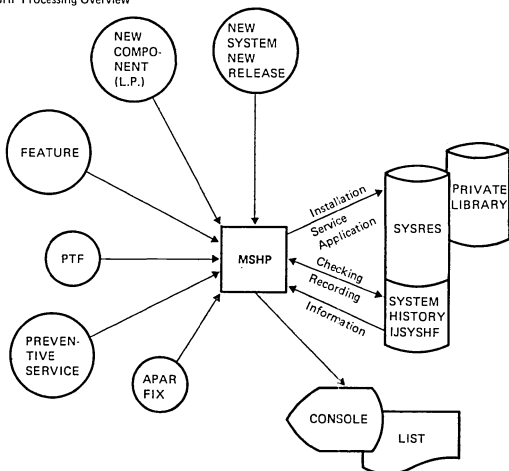 Processing Overview
NEW
COMPO-
NENT
(L.P.)
NEW
SYSTEM
NEW
RELEASE
FEATURE
PTF
PREVEN-
TIVE
SERVICE
APAR
FIX
MSHP
Installation
Service
Application
Checking
Recording
Information
SYSRES
PRIVATE
LIBRARY
SYSTEM
HISTORY
IJSYSHF
CONSOLE
LIST